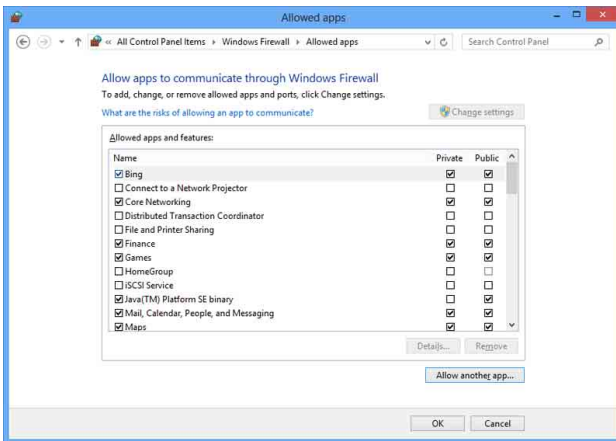 Allowed apps
« All Control Panel Items ▸ Windows Firewall ▸ Allowed apps
Search Control Panel
Allow apps to communicate through Windows Firewall
To add, change, or remove allowed apps and ports, click Change settings.
What are the risks of allowing an app to communicate?
Change settings
Allowed apps and features:
Name Private Public
Bing
Connect to a Network Projector
Core Networking
Distributed Transaction Coordinator
File and Printer Sharing
Finance
Games
HomeGroup
iSCSI Service
Java(TM) Platform SE binary
Mail, Calendar, People, and Messaging
Maps
Details... Remove
Allow another app...
OK Cancel